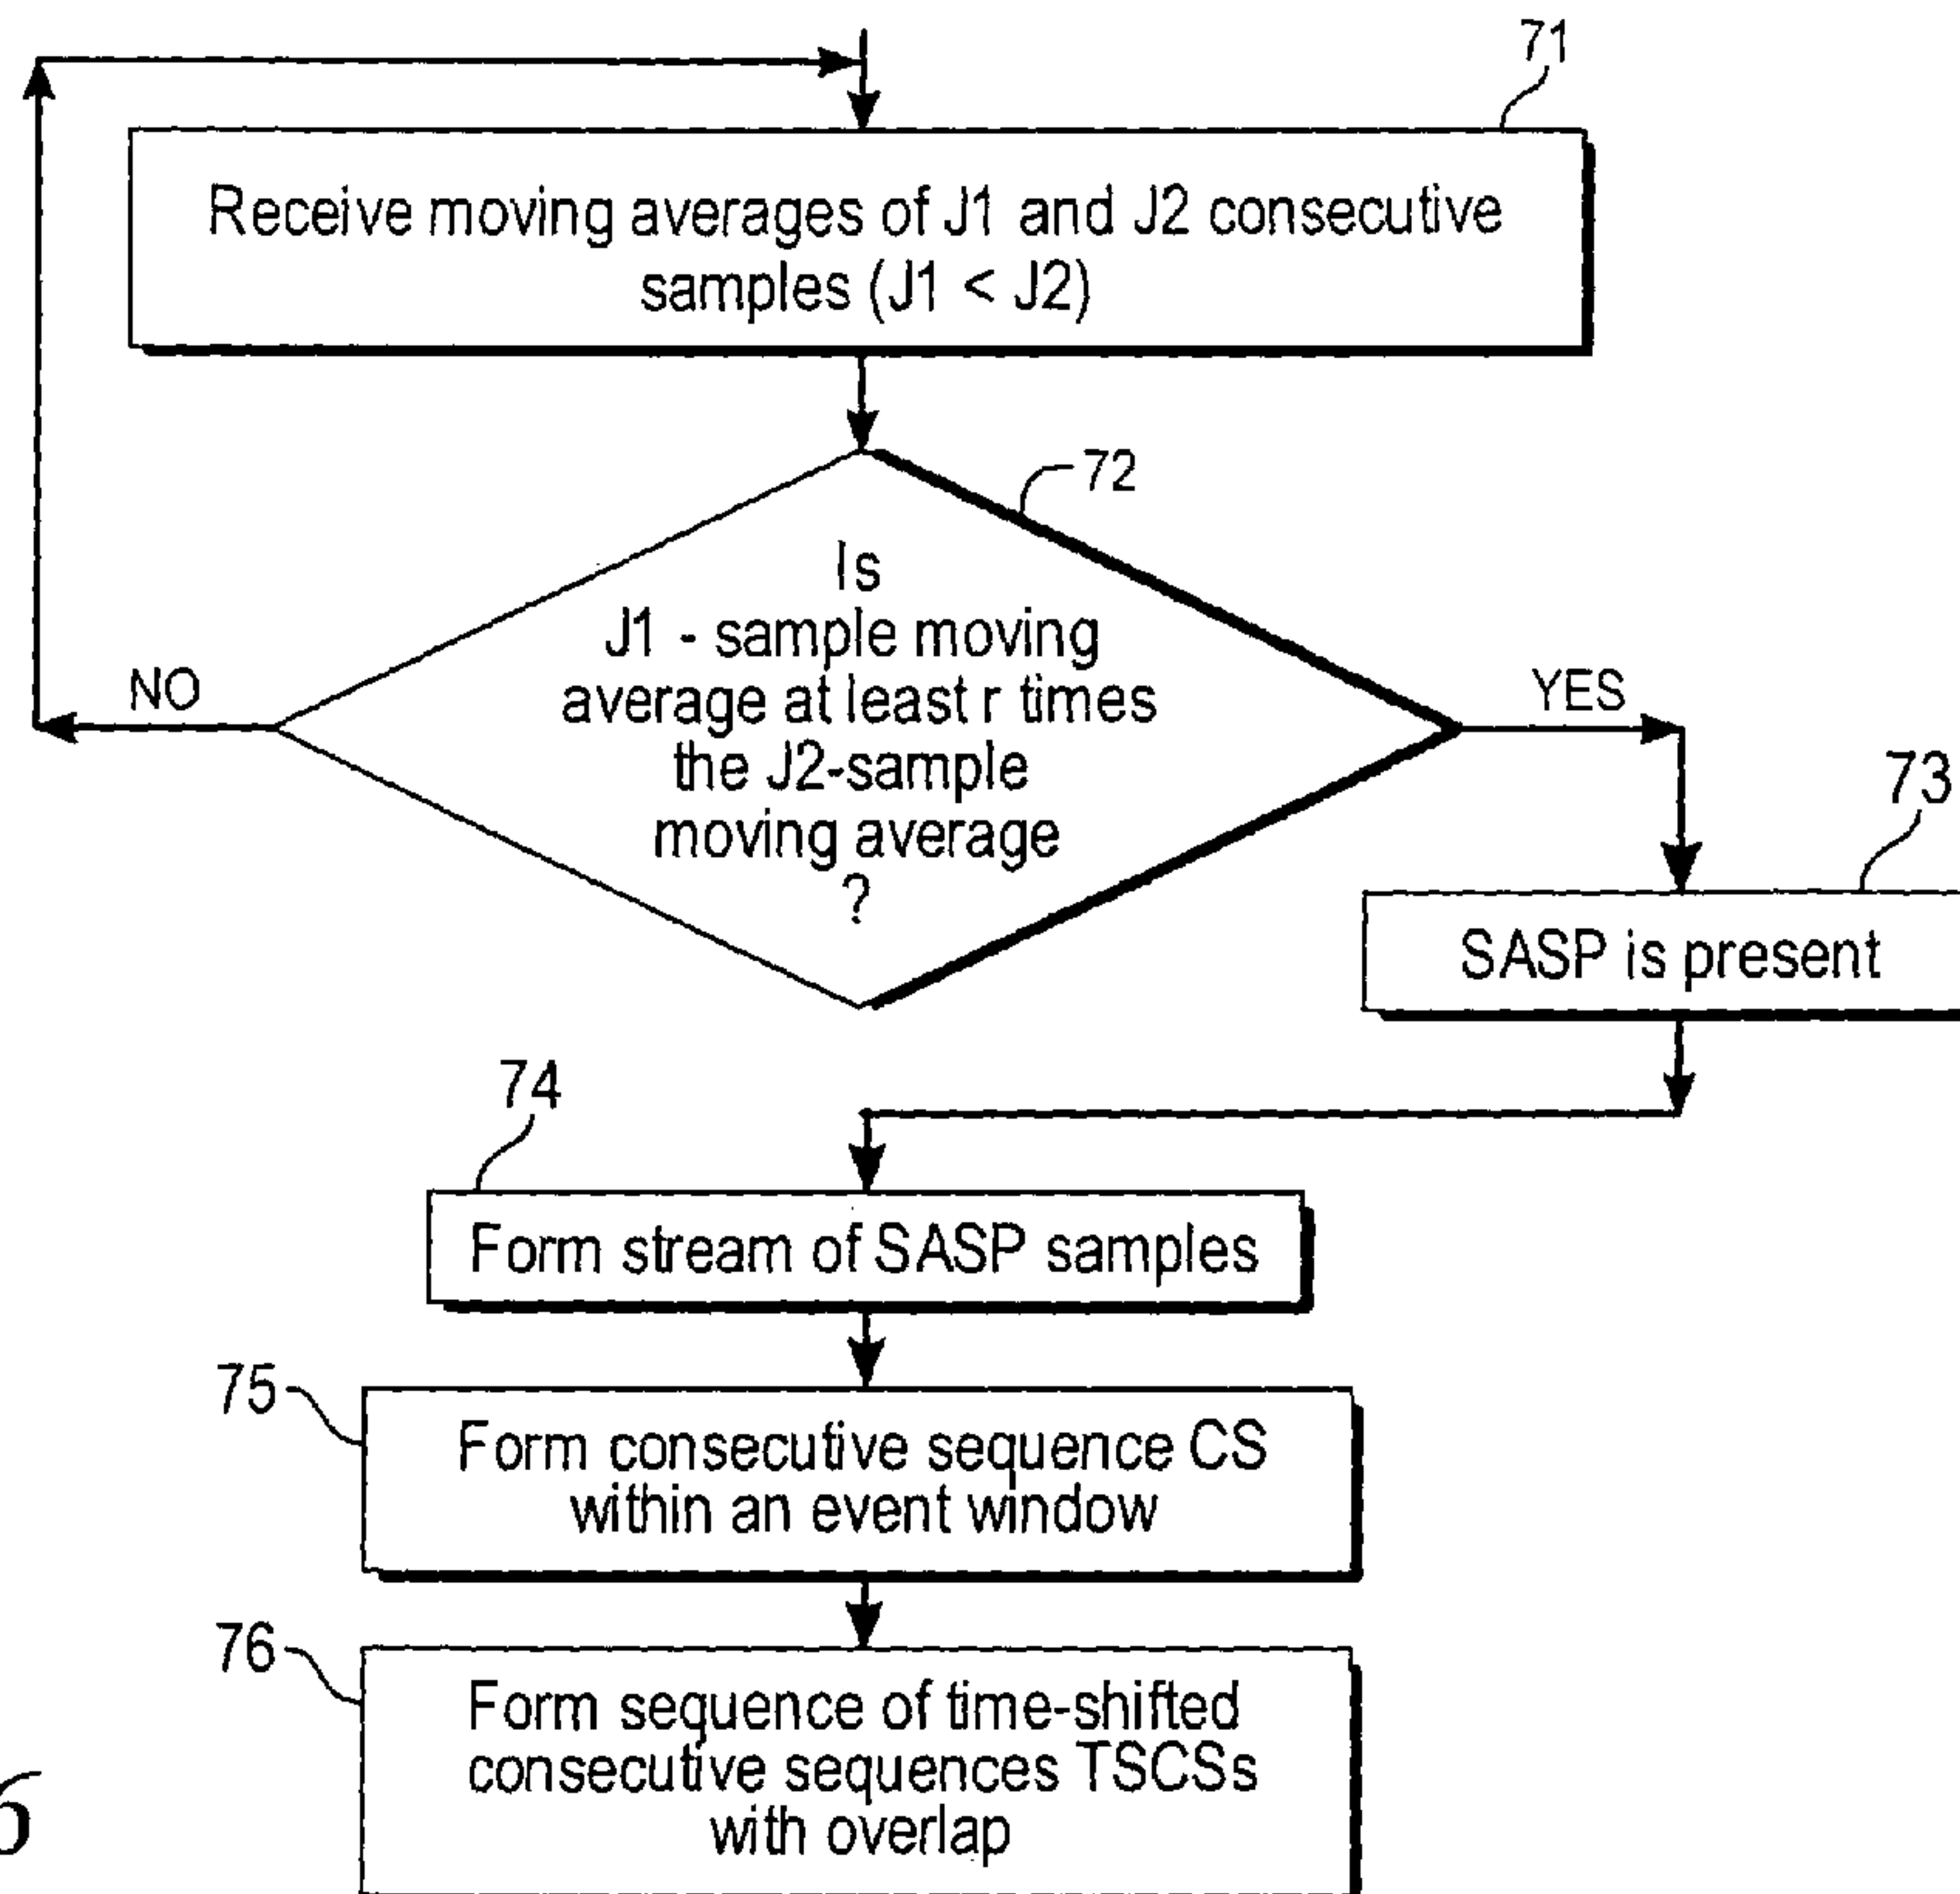 71
Receive moving averages of J1 and J2 consecutive
samples (J1 < J2)
72
Is
J1 - sample moving
average at least r times
the J2-sample
moving average
?
NO
YES
73
SASP is present
74
Form stream of SASP samples
75
Form consecutive sequence CS
within an event window
76
Form sequence of time-shifted
consecutive sequences TSCSs
with overlap